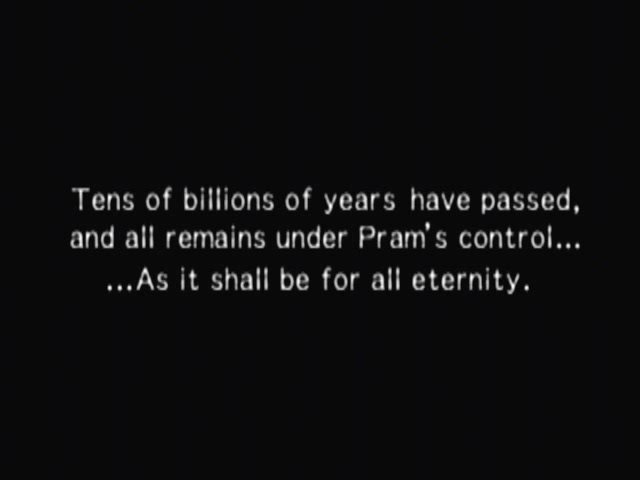 Tens of billions of years have passed,
and all remains under Pram's control...
...As it shall be for all eternity.